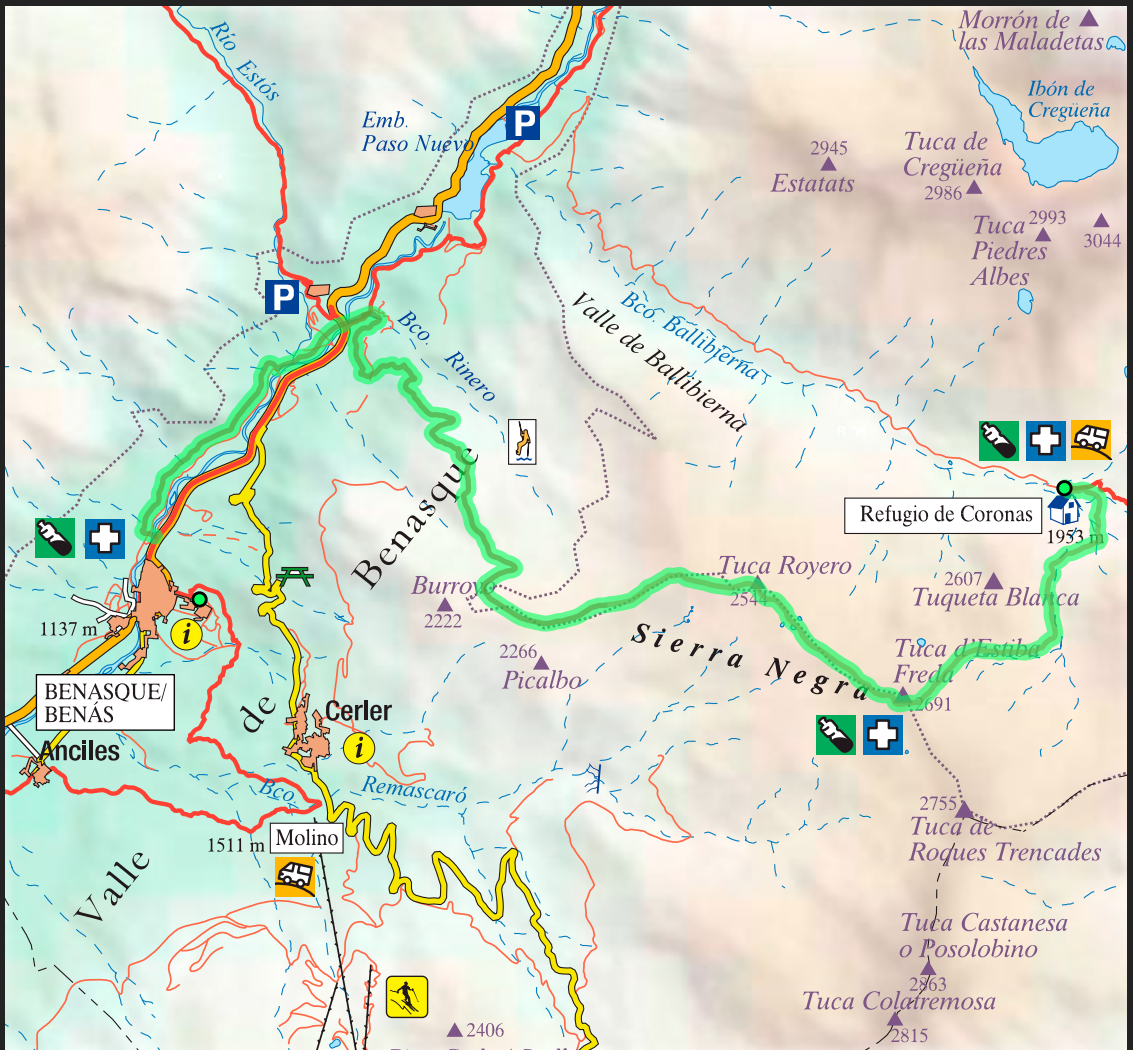 Morrón de
las Maladetas
Río Estós
Ibón de
Cregüeña
Emb.
Paso Nuevo
P
2945
Estatats
Tuca de
Cregüeña
2986
Tuca
2993
Piedres
Albes
3044
P
Valle de Ballibierna
Bco. Ballibierna
Bco. Rinero
Refugio de Coronas
1953 m
Benasque
Tuca Royero
2544
2607
Tuqueta Blanca
Burroyo
2222
1137 m
i
2266
Picalbo
Sierra Negra
Tuca d'Estiba
Freda
2691
BENASQUE/
BENÁS
de
Cerler
i
Anciles
Bco. Remascaró
2755
Tuca de
Roques Trencades
1511 m
Molino
Valle
Tuca Castanesa
o Posolobino
2863
Tuca Colatremosa
2815
2406